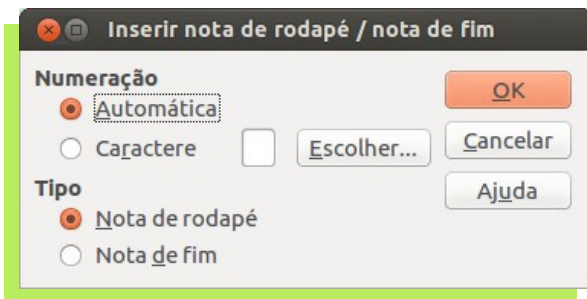 Inserir nota de rodapé / nota de fim
Numeração
Automática
Caractere Escolher...
Tipo
Nota de rodapé
Nota de fim
OK
Cancelar
Ajuda